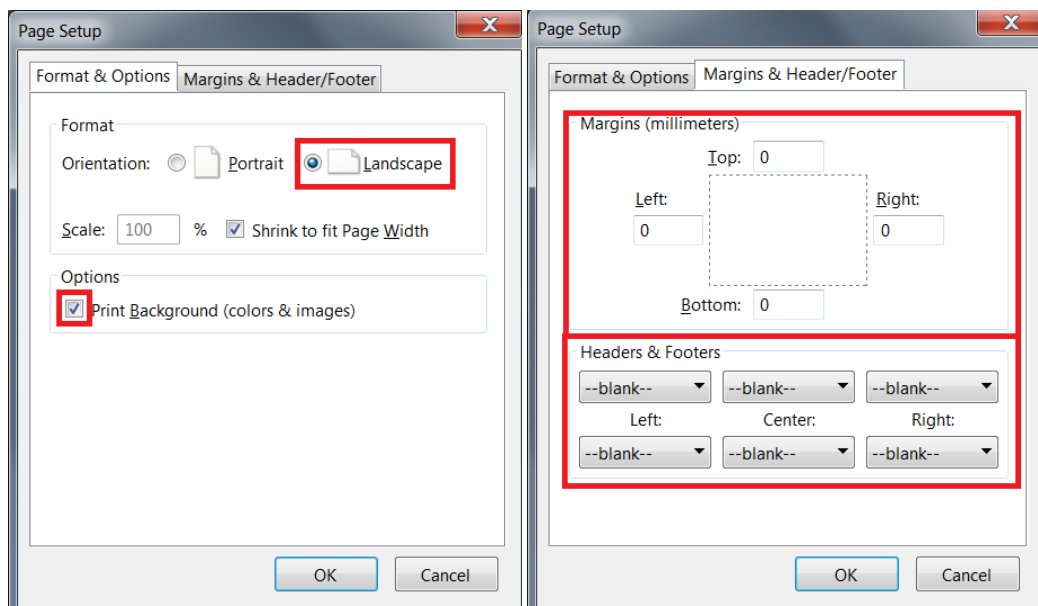 Page Setup
Format & Options Margins & Header/Footer
Format
Orientation: Portrait Landscape
Scale: 100 % Shrink to fit Page Width
Options
Print Background (colors & images)
OK Cancel
Page Setup
Format & Options Margins & Header/Footer
Margins (millimeters)
Top: 0
Left: Right:
0 0
Bottom: 0
Headers & Footers
--blank-- --blank-- --blank--
Left: Center: Right:
--blank-- --blank-- --blank--
OK Cancel